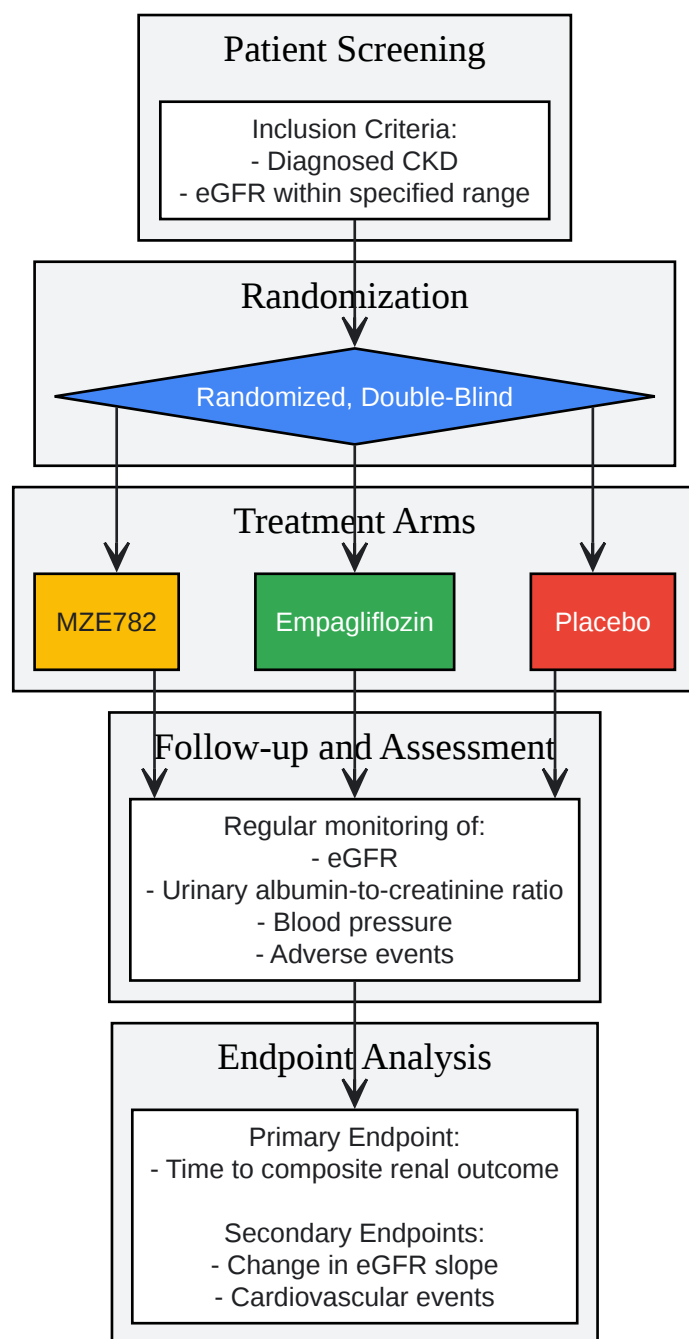 Patient Screening
Inclusion Criteria:
- Diagnosed CKD
- eGFR within specified range
Randomization
Randomized, Double-Blind
Treatment Arms
MZE782
Empagliflozin
Placebo
Follow-up and Assessment
Regular monitoring of:
- eGFR
- Urinary albumin-to-creatinine ratio
- Blood pressure
- Adverse events
Endpoint Analysis
Primary Endpoint:
- Time to composite renal outcome
Secondary Endpoints:
- Change in eGFR slope
- Cardiovascular events